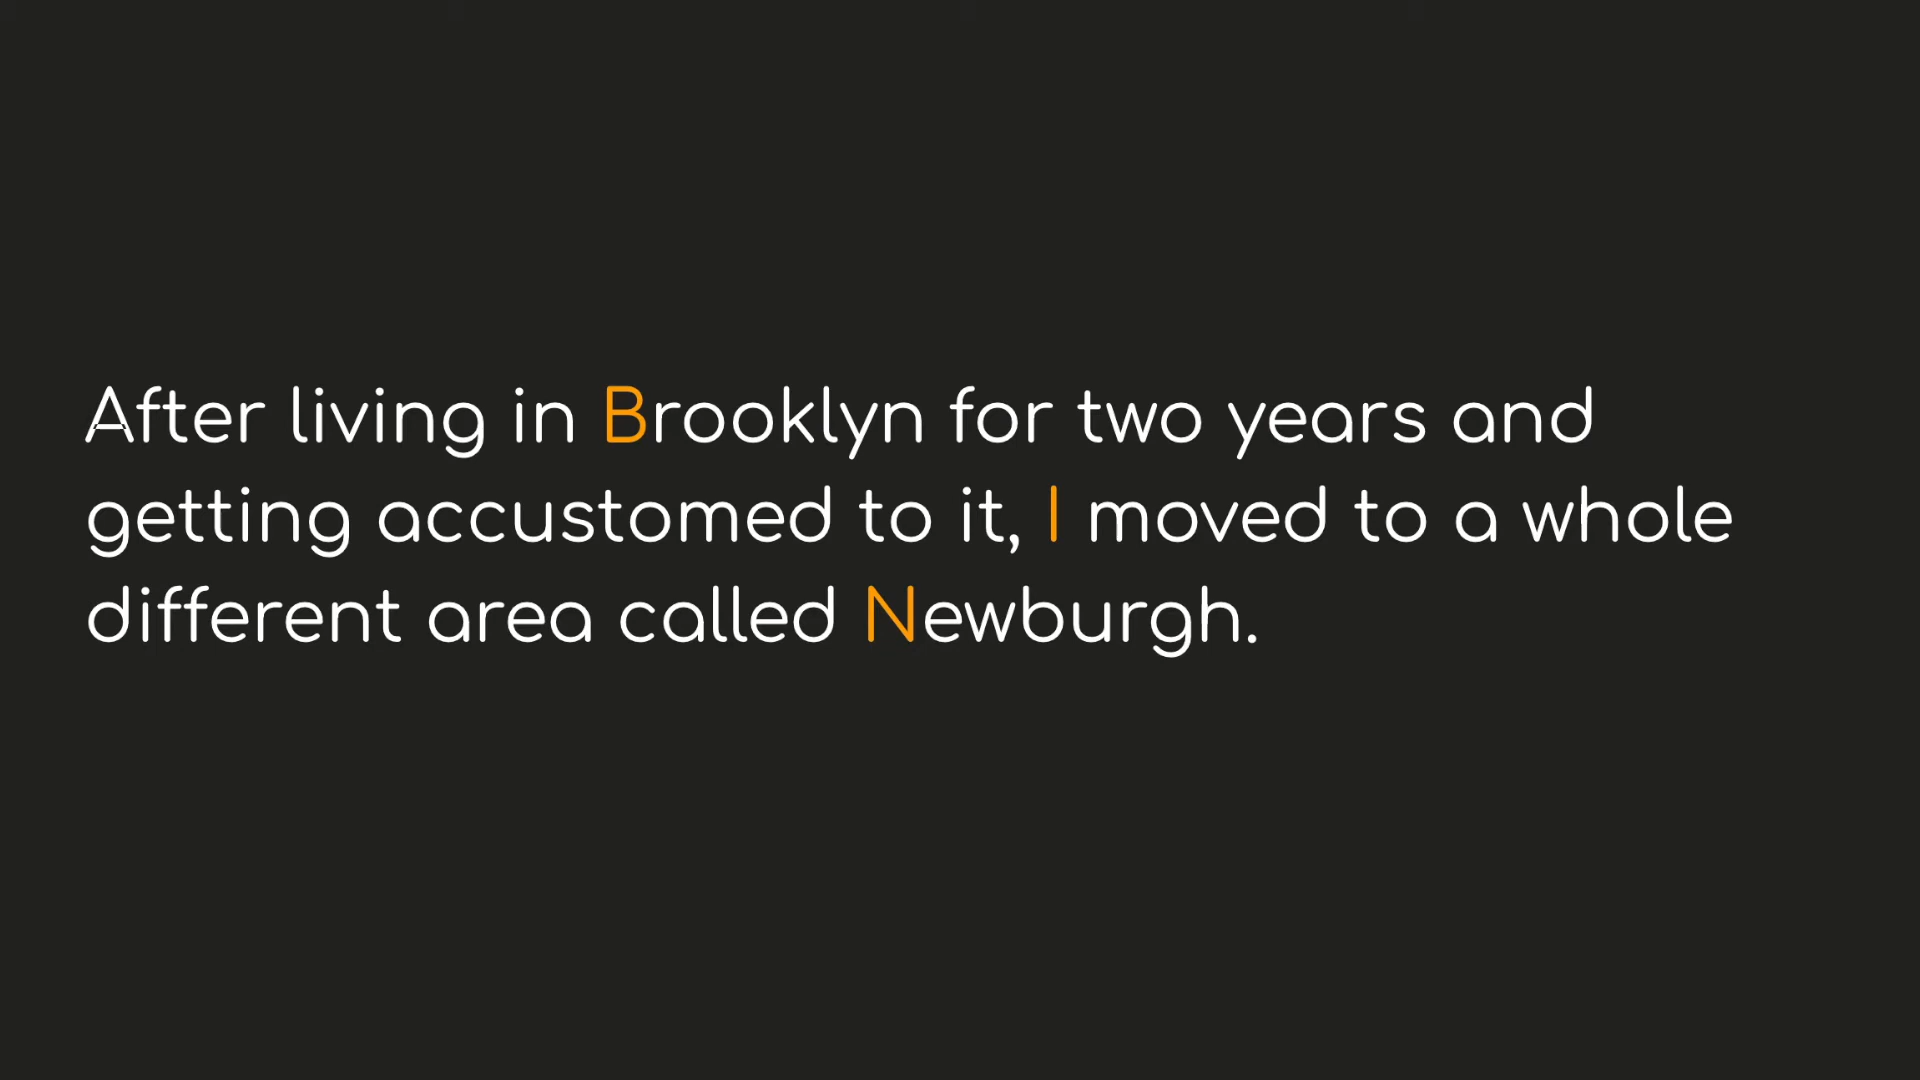 After living in Brooklyn for two years and
getting accustomed to it, I moved to a whole
different area called Newburgh.